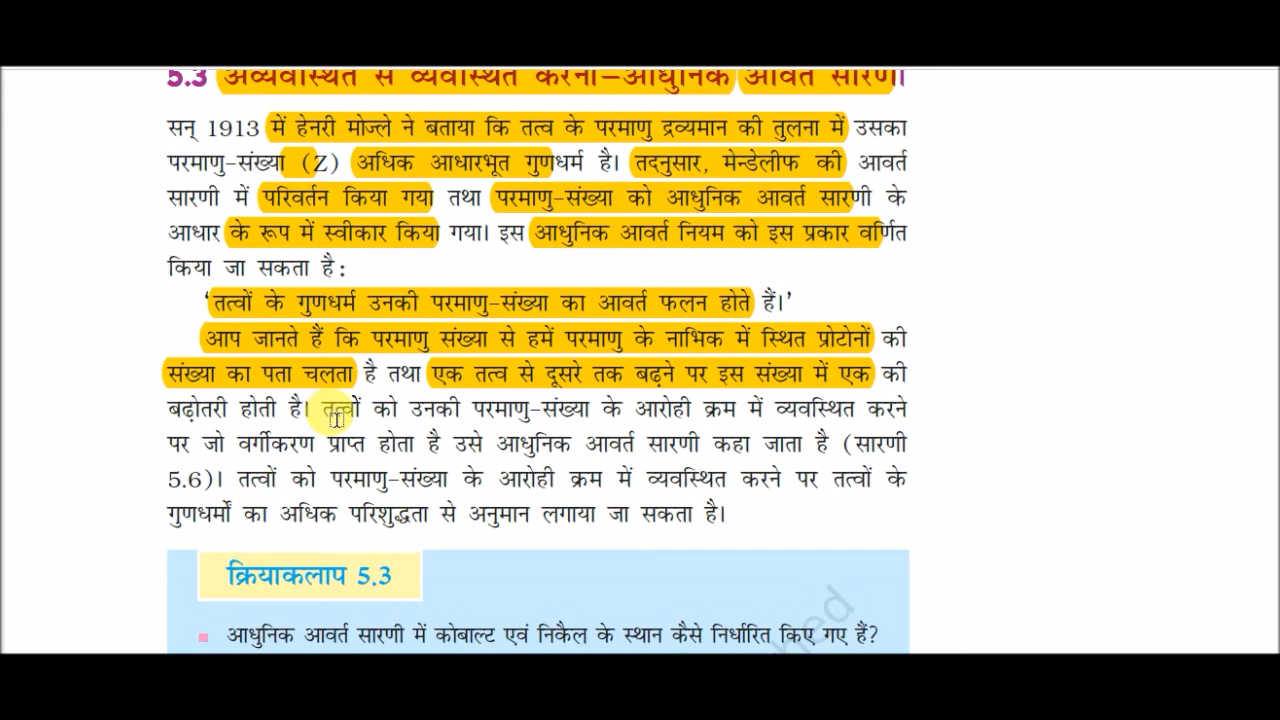 5.3 अव्यवस्थित से व्यवस्थित करना–आधुनिक आवर्त सारणी
सन् 1913 में हेनरी मोज्ले ने बताया कि तत्व के परमाणु द्रव्यमान की तुलना में उसका
परमाणु-संख्या (Z) अधिक आधारभूत गुणधर्म है। तदनुसार, मेन्डेलीफ की आवर्त
सारणी में परिवर्तन किया गया तथा परमाणु-संख्या को आधुनिक आवर्त सारणी के
आधार के रूप में स्वीकार किया गया। इस आधुनिक आवर्त नियम को इस प्रकार वर्णित
किया जा सकता है:
‘तत्वों के गुणधर्म उनकी परमाणु-संख्या का आवर्त फलन होते हैं।’
आप जानते हैं कि परमाणु संख्या से हमें परमाणु के नाभिक में स्थित प्रोटोनों की
संख्या का पता चलता है तथा एक तत्व से दूसरे तक बढ़ने पर इस संख्या में एक की
बढ़ोतरी होती है। तत्वों को उनकी परमाणु-संख्या के आरोही क्रम में व्यवस्थित करने
पर जो वर्गीकरण प्राप्त होता है उसे आधुनिक आवर्त सारणी कहा जाता है (सारणी
5.6)। तत्वों को परमाणु-संख्या के आरोही क्रम में व्यवस्थित करने पर तत्वों के
गुणधर्मों का अधिक परिशुद्धता से अनुमान लगाया जा सकता है।
क्रियाकलाप 5.3
आधुनिक आवर्त सारणी में कोबाल्ट एवं निकैल के स्थान कैसे निर्धारित किए गए हैं?